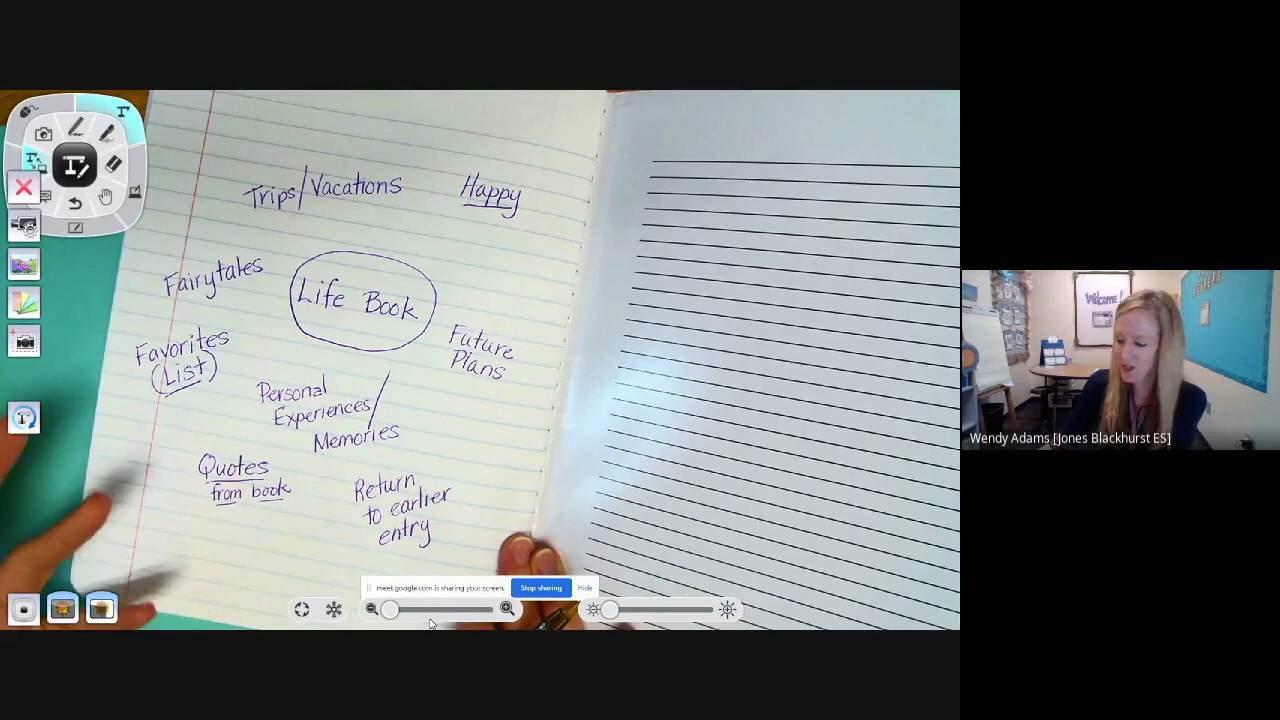 Trips/Vacations
Happy
Fairytales
Life Book
Favorites
(List)
Future
Plans
Personal
Experiences/
Memories
Quotes
from book
Return
to earlier
entry
meet.google.com is sharing your screen.
Stop sharing
Hide
Welcome!
Wendy Adams [Jones Blackhurst ES]